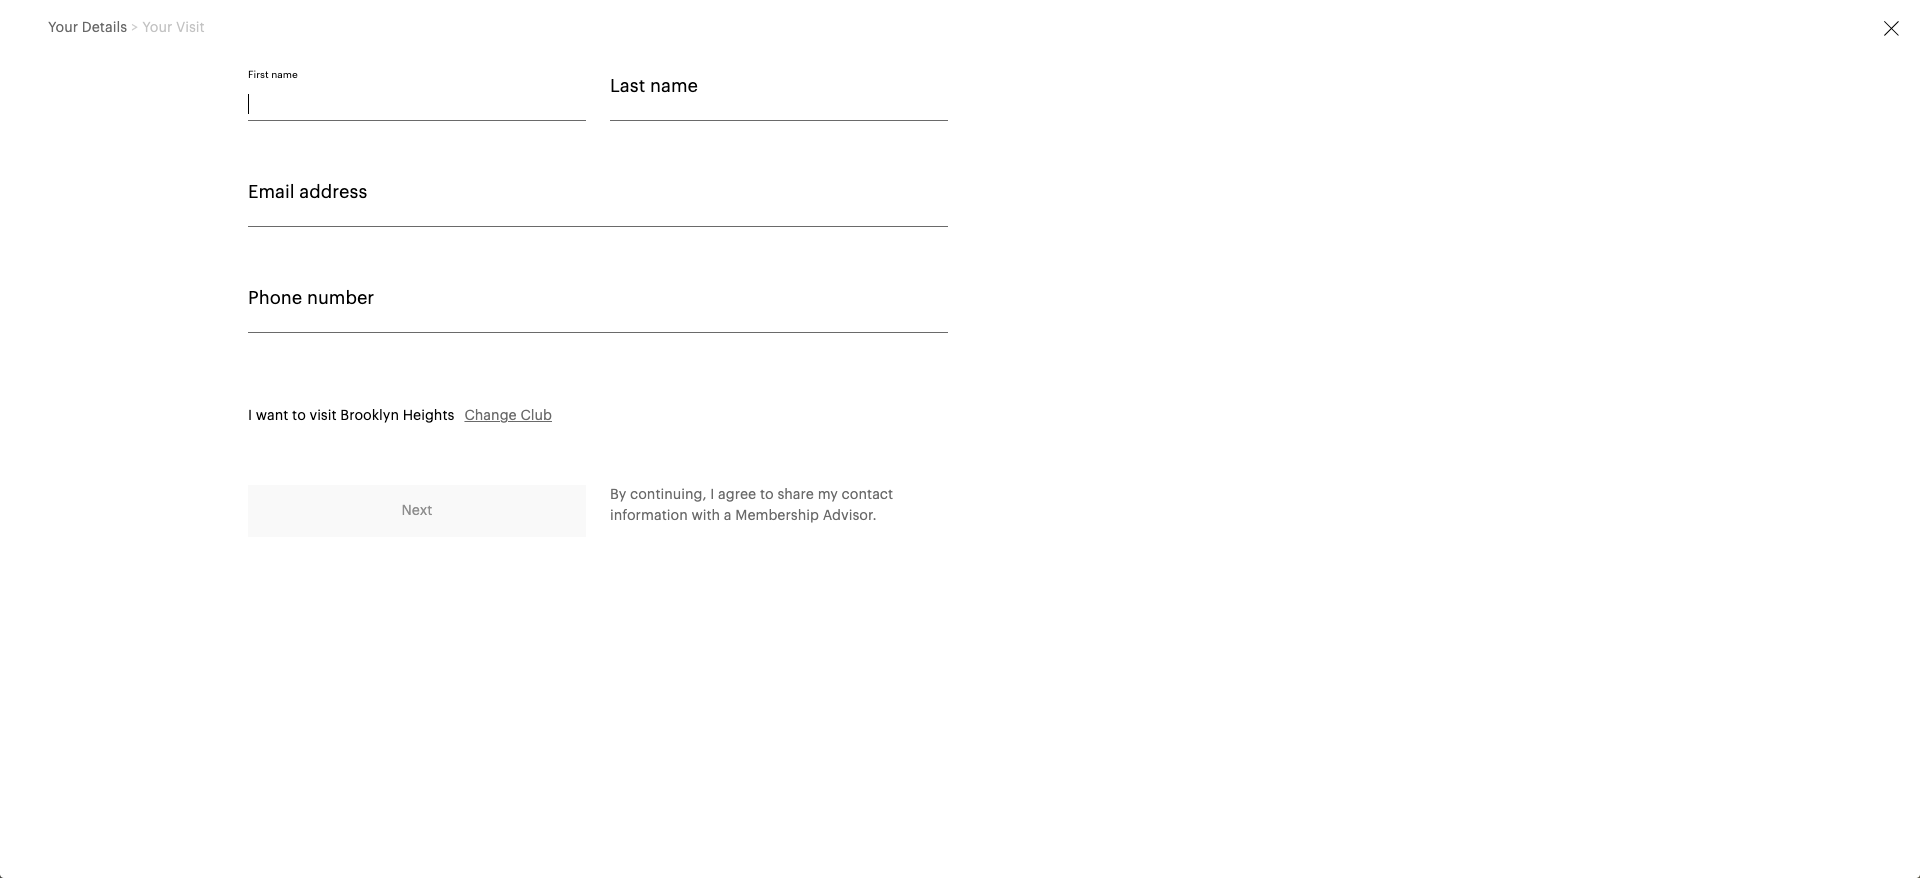 Your Details > Your Visit
First name
Last name
Email address
Phone number
I want to visit Brooklyn Heights Change Club
Next
By continuing, I agree to share my contact
information with a Membership Advisor.